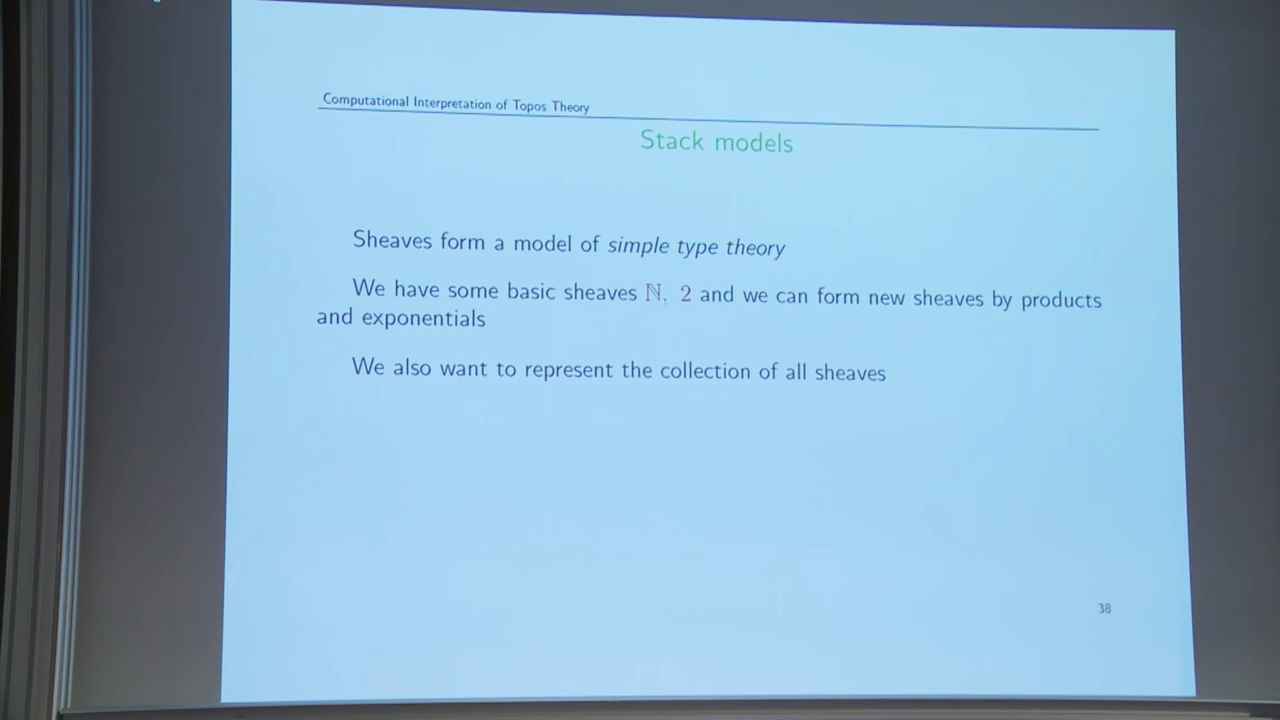 Computational Interpretation of Topos Theory
Stack models
Sheaves form a model of simple type theory
We have some basic sheaves ℕ, 2 and we can form new sheaves by products
and exponentials
We also want to represent the collection of all sheaves
38